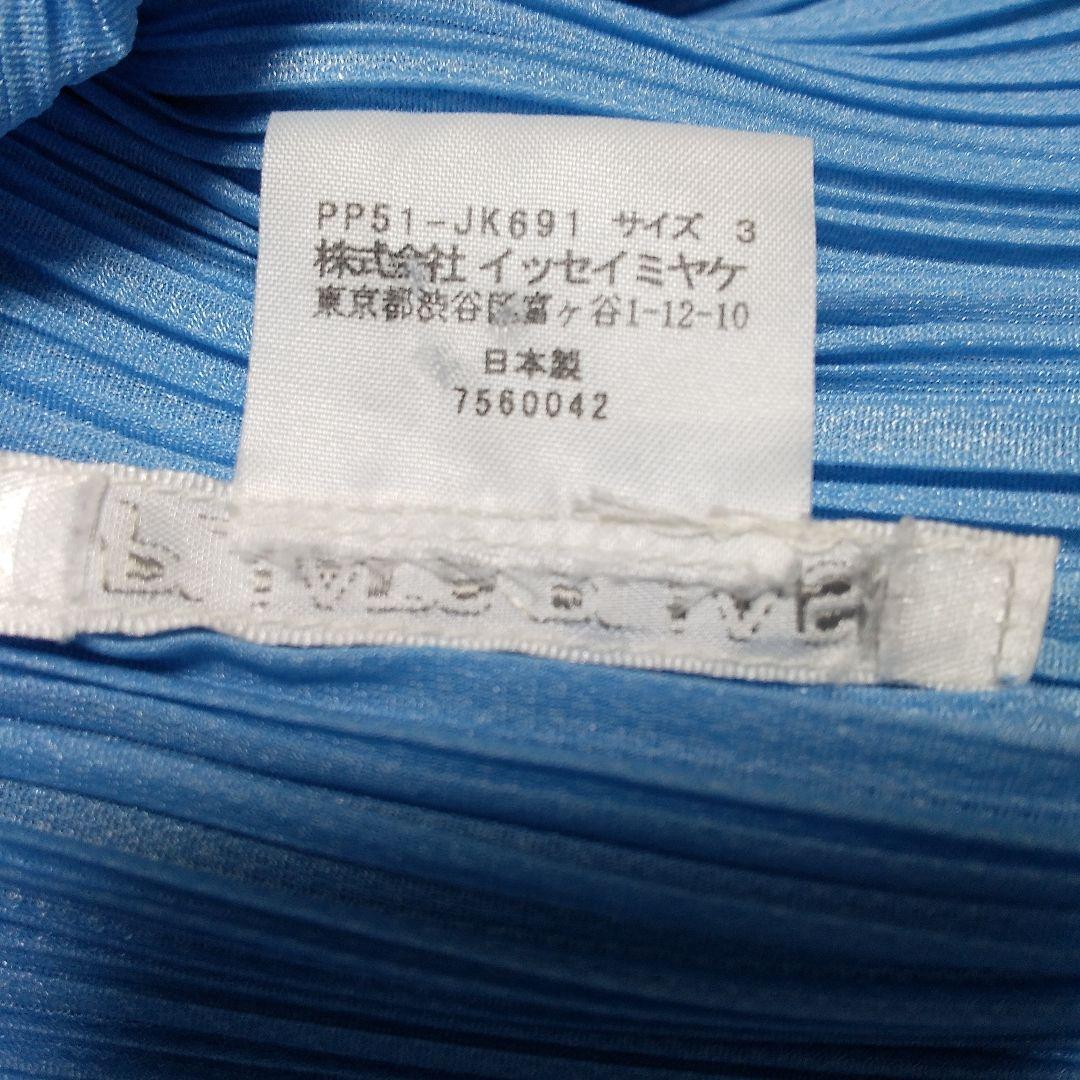 PP51-JK691 サイズ 3
株式会社 イッセイミヤケ
東京都渋谷区富ヶ谷1-12-10
日本製
7560042